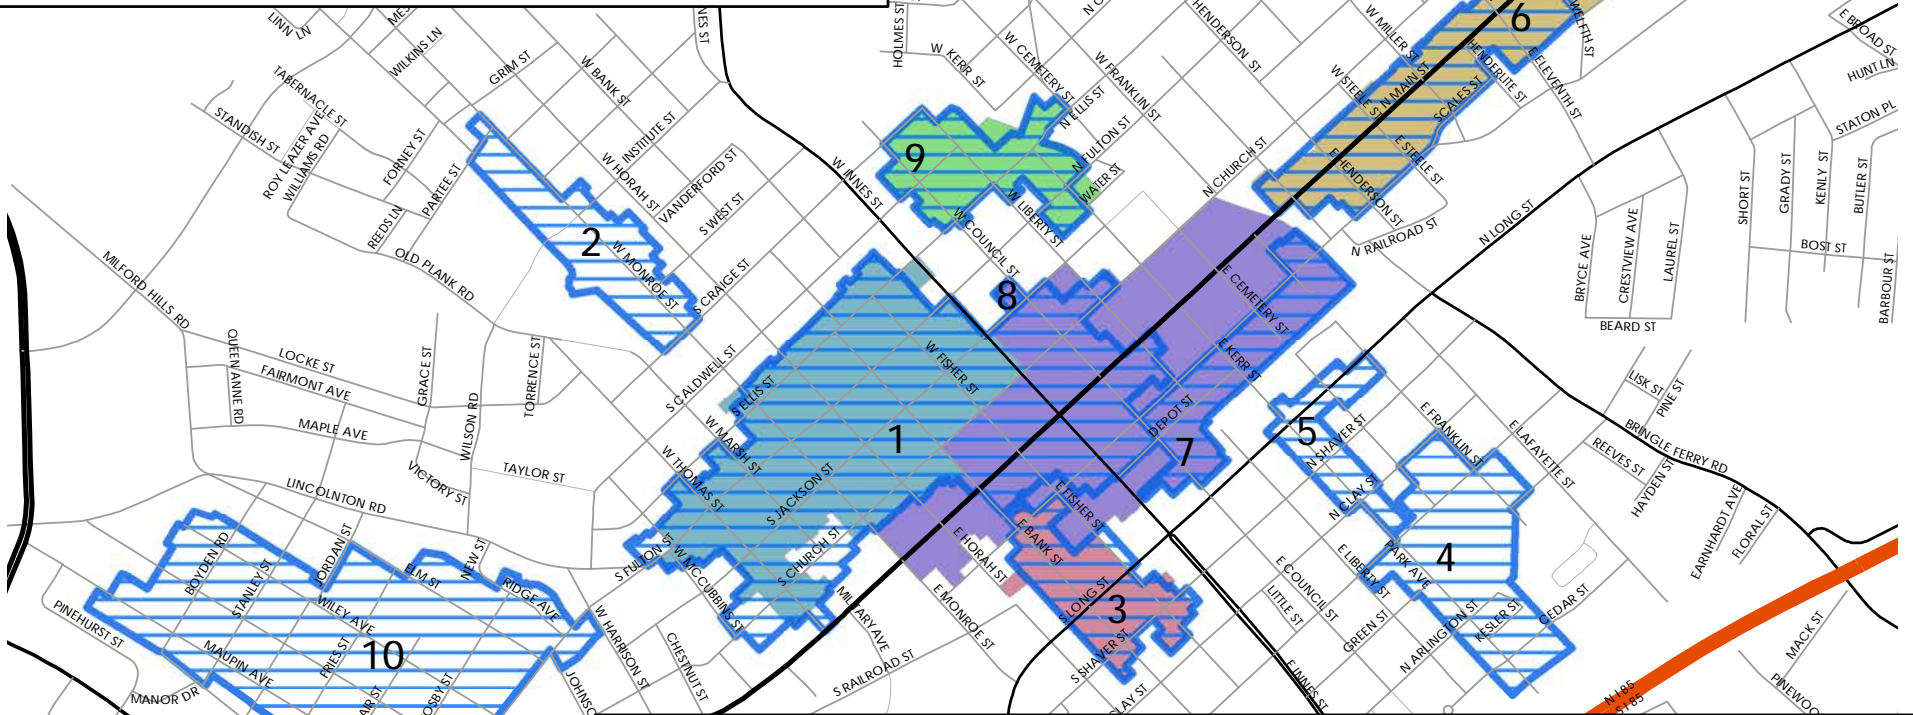 LINN LN
WILKINS LN
GRIM ST
W BANK ST
HOLMES ST
W KERR ST
W CEMETERY ST
N ELLIS ST
W FRANKLIN ST
HENDERSON ST
W MILLER ST
6
E BROAD ST
HUNT LN
STATON PL
TABERNACLE ST
STANDISH ST
ROY LEAZER AVE
WILLIAMS RD
FORNEY ST
PARTEE ST
REEDS LN
W INSTITUTE ST
W HORAH ST
VANDERFORD ST
S WEST ST
W INNES ST
9
N FULTON ST
WATER ST
W LIBERTY ST
W COUNCIL ST
N CHURCH ST
W STEELE ST
N MAIN ST
HENDERLITE ST
SCALES ST
E ELEVENTH ST
E STEELE ST
E HENDERSON ST
N RAILROAD ST
N LONG ST
SHORT ST
GRADY ST
KENLY ST
BUTLER ST
BOST ST
BARBOUR ST
BRYCE AVE
CRESTVIEW AVE
LAUREL ST
BEARD ST
2
W MONROE ST
S CRAIGE ST
OLD PLANK RD
MILFORD HILLS RD
8
E CEMETERY ST
E KERR ST
QUEEN ANNE RD
LOCKE ST
FAIRMONT AVE
MAPLE AVE
GRACE ST
WILSON RD
TORRENCE ST
VICTORY ST
TAYLOR ST
LINCOLNTON RD
S CALDWELL ST
S ELLIS ST
W MARSH ST
W THOMAS ST
W FISHER ST
1
S JACKSON ST
DEPOT ST
7
5
N SHAVER ST
E FRANKLIN ST
E LAFAYETTE ST
LISK ST
PINE ST
BRINGLE FERRY RD
REEVES ST
HAYDEN ST
EARNHARDT AVE
FLORAL ST
N CLAY ST
E FISHER ST
E BANK ST
E HORAH ST
S FULTON ST
W MCCUBBINS ST
S CHURCH ST
MILITARY AVE
E MONROE ST
S LONG ST
3
S SHAVER ST
E LIBERTY ST
PARK AVE
4
E COUNCIL ST
LITTLE ST
GREEN ST
N ARLINGTON ST
KESLER ST
CEDAR ST
BOYDEN RD
STANLEY ST
JORDAN ST
ELM ST
NEW ST
RIDGE AVE
PINEHURST ST
WILEY AVE
MAUPIN AVE
FRIES ST
10
W HARRISON ST
CHESTNUT ST
S RAILROAD ST
MANOR DR
E INNES ST
N I 85
S I 85
MACK ST